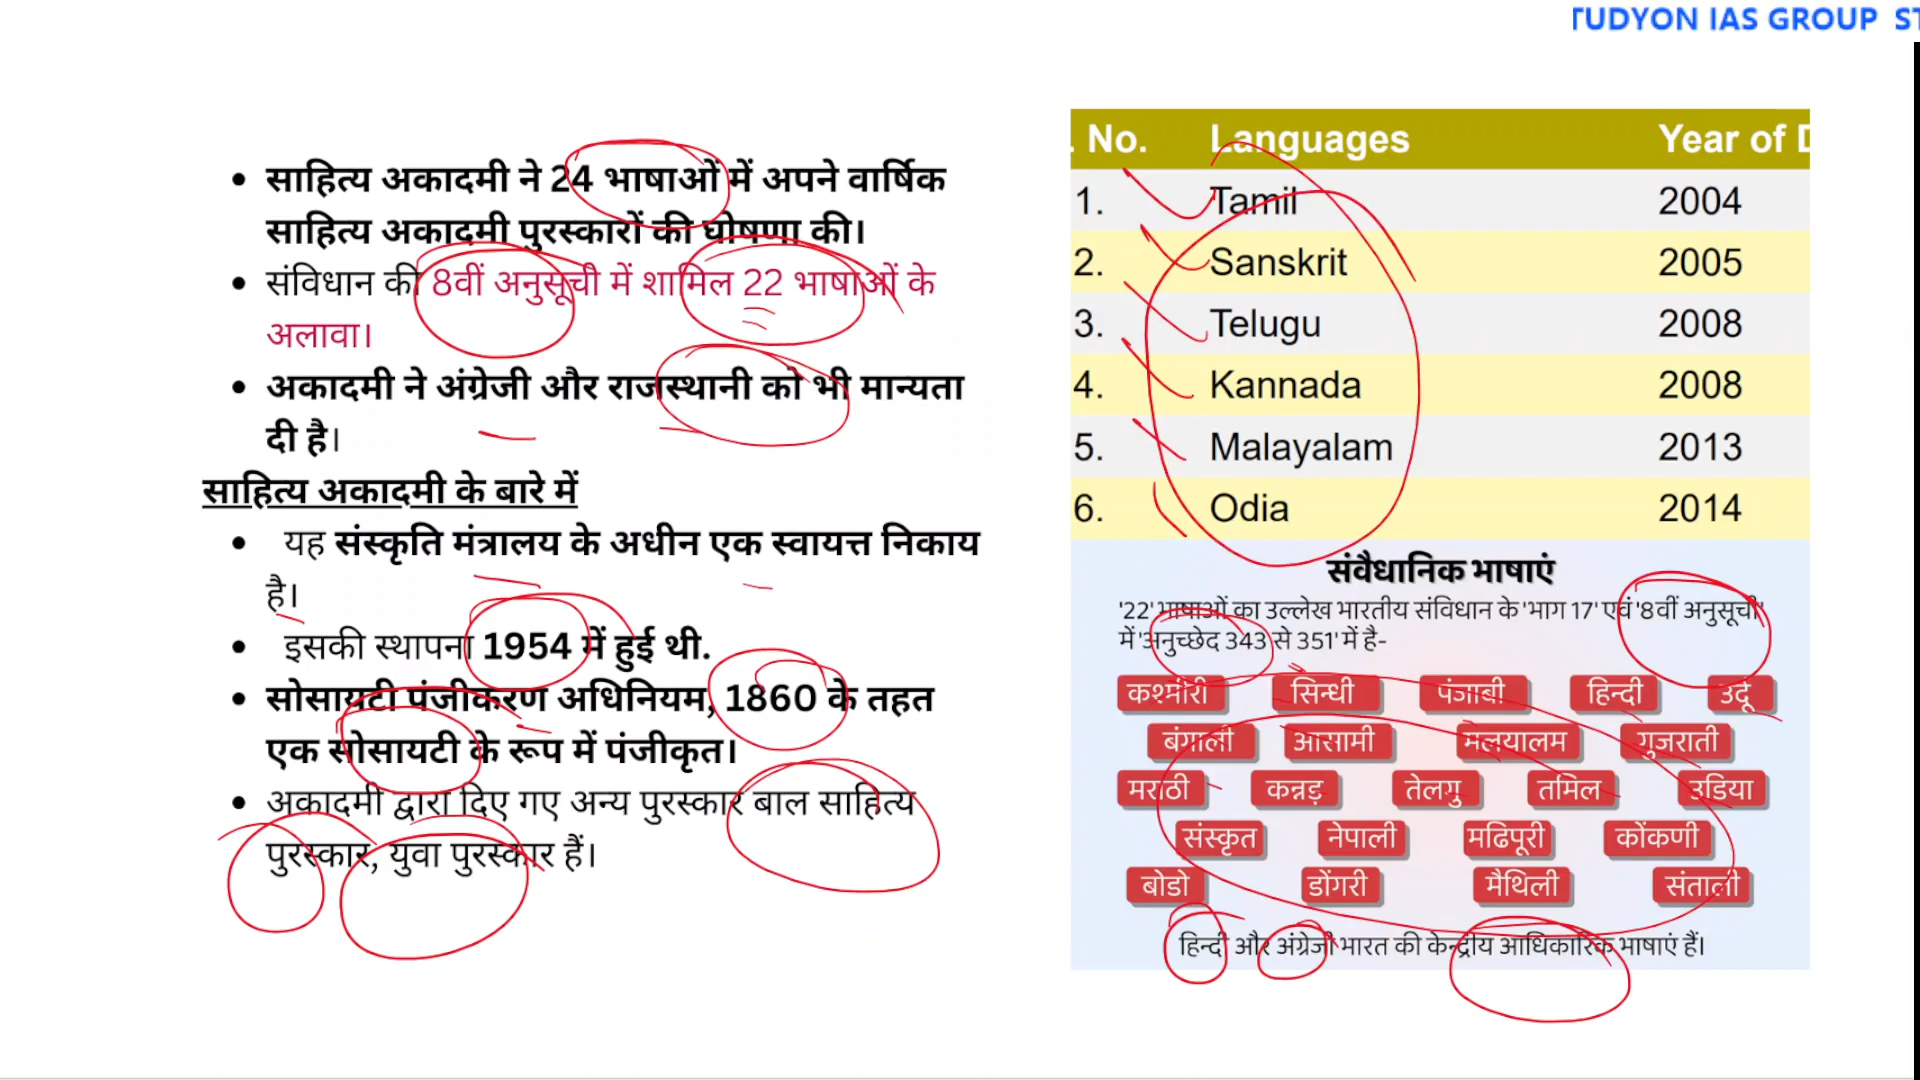 TUDYON IAS GROUP ST
साहित्य अकादमी ने 24 भाषाओं में अपने वार्षिक
साहित्य अकादमी पुरस्कारों की घोषणा की।
संविधान की 8वीं अनुसूची में शामिल 22 भाषाओं के
अलावा।
अकादमी ने अंग्रेजी और राजस्थानी को भी मान्यता
दी है।
साहित्य अकादमी के बारे में
यह संस्कृति मंत्रालय के अधीन एक स्वायत्त निकाय
है।
इसकी स्थापना 1954 में हुई थी.
सोसायटी पंजीकरण अधिनियम, 1860 के तहत
एक सोसायटी के रूप में पंजीकृत।
अकादमी द्वारा दिए गए अन्य पुरस्कार बाल साहित्य
पुरस्कार, युवा पुरस्कार हैं।
. No. Languages Year of D
1. Tamil 2004
2. Sanskrit 2005
3. Telugu 2008
4. Kannada 2008
5. Malayalam 2013
6. Odia 2014
संवैधानिक भाषाएं
'22' भाषाओं का उल्लेख भारतीय संविधान के 'भाग 17' एवं '8वीं अनुसूची'
में 'अनुच्छेद 343 से 351' में है-
कश्मीरी सिन्धी पंजाबी हिन्दी उर्दू
बंगाली आसामी मलयालम गुजराती
मराठी कन्नड़ तेलगु तमिल उडिया
संस्कृत नेपाली मढिपूरी कोंकणी
बोडो डोंगरी मैथिली संताली
हिन्दी और अंग्रेजी भारत की केन्द्रीय आधिकारिक भाषाएं हैं।